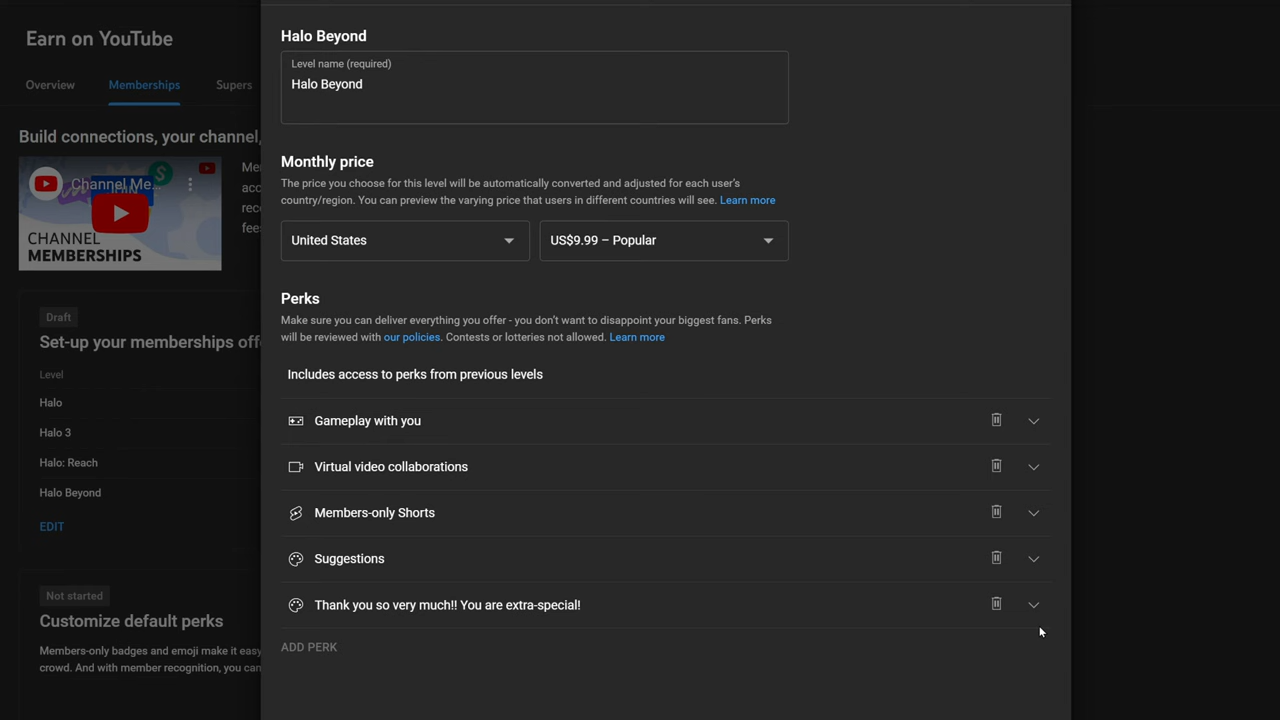 Earn on YouTube
Overview
Memberships
Supers
Build connections, your channel,
Channel Me...
CHANNEL
MEMBERSHIPS
Draft
Set-up your memberships off
Level
Halo
Halo 3
Halo: Reach
Halo Beyond
EDIT
Not started
Customize default perks
Members-only badges and emoji make it easy
crowd. And with member recognition, you can
Halo Beyond
Level name (required)
Halo Beyond
Monthly price
The price you choose for this level will be automatically converted and adjusted for each user's
country/region. You can preview the varying price that users in different countries will see. Learn more
United States
US$9.99 – Popular
Perks
Make sure you can deliver everything you offer - you don't want to disappoint your biggest fans. Perks
will be reviewed with our policies. Contests or lotteries not allowed. Learn more
Includes access to perks from previous levels
Gameplay with you
Virtual video collaborations
Members-only Shorts
Suggestions
Thank you so very much!! You are extra-special!
ADD PERK